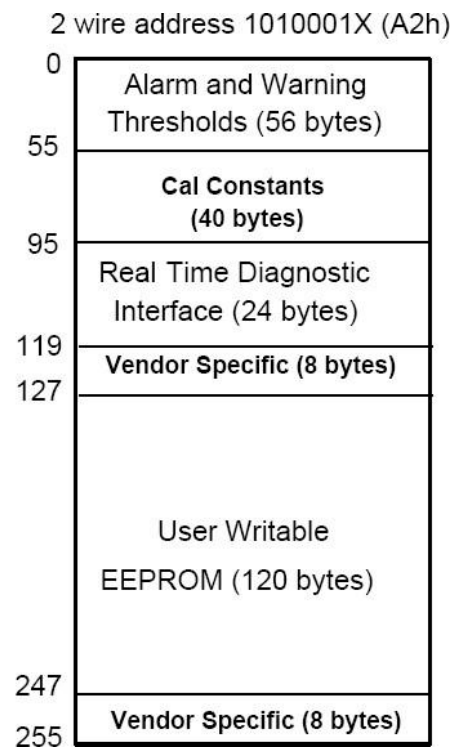 2 wire address 1010001X (A2h)
0
Alarm and Warning
Thresholds (56 bytes)
55
Cal Constants
(40 bytes)
95
Real Time Diagnostic
Interface (24 bytes)
119
Vendor Specific (8 bytes)
127
User Writable
EEPROM (120 bytes)
247
Vendor Specific (8 bytes)
255